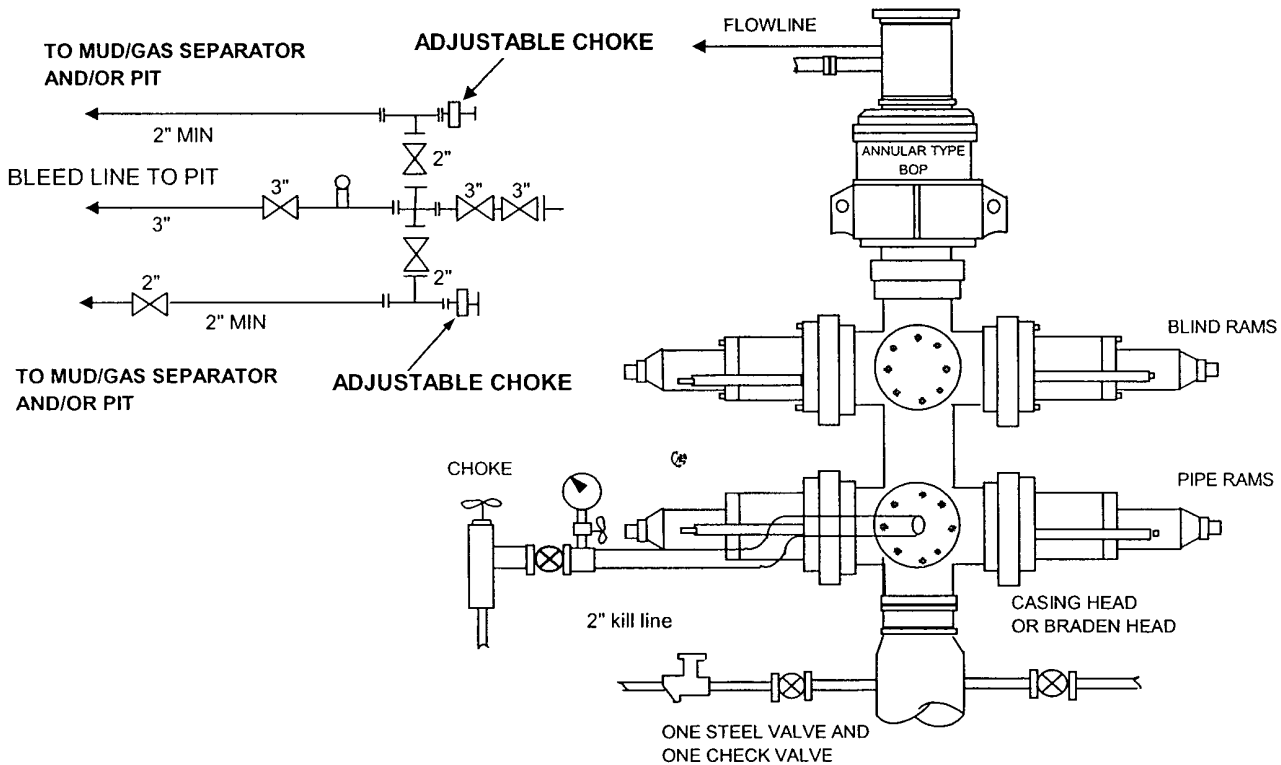 FLOWLINE
TO MUD/GAS SEPARATOR
AND/OR PIT
ADJUSTABLE CHOKE
2" MIN
2"
ANNULAR TYPE
BOP
BLEED LINE TO PIT
3"
3"
3"
3"
2"
2"
2" MIN
TO MUD/GAS SEPARATOR
AND/OR PIT
ADJUSTABLE CHOKE
BLIND RAMS
CHOKE
PIPE RAMS
2" kill line
CASING HEAD
OR BRADEN HEAD
ONE STEEL VALVE AND
ONE CHECK VALVE